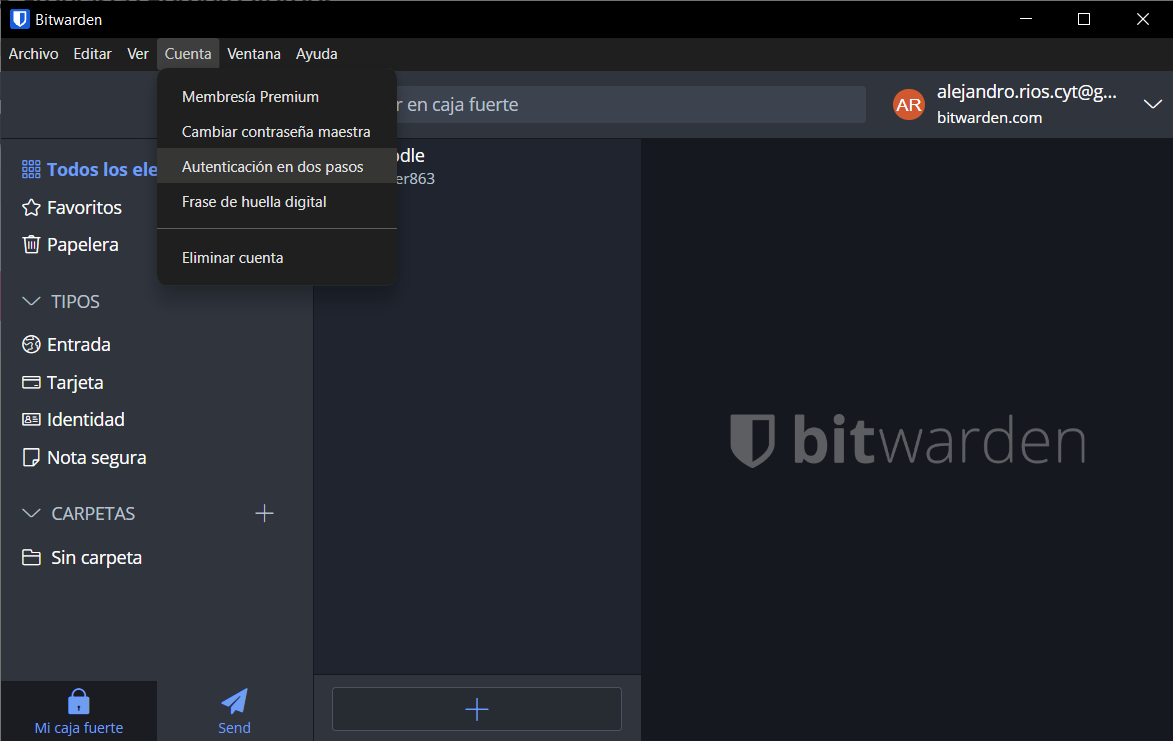 Bitwarden
Archivo Editar Ver Cuenta Ventana Ayuda
Membresía Premium
Cambiar contraseña maestra
Autenticación en dos pasos
Frase de huella digital
Eliminar cuenta
en caja fuerte
AR
alejandro.rios.cyt@g...
bitwarden.com
Todos los ele
Favoritos
Papelera
TIPOS
Entrada
Tarjeta
Identidad
Nota segura
CARPETAS
Sin carpeta
Mi caja fuerte
Send
bitwarden